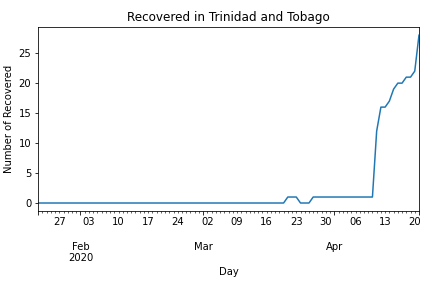 Recovered in Trinidad and Tobago
Number of Recovered
25
20
15
10
5
0
27 03 10 17 24 02 09 16 23 30 06 13 20
Feb Mar Apr
2020
Day